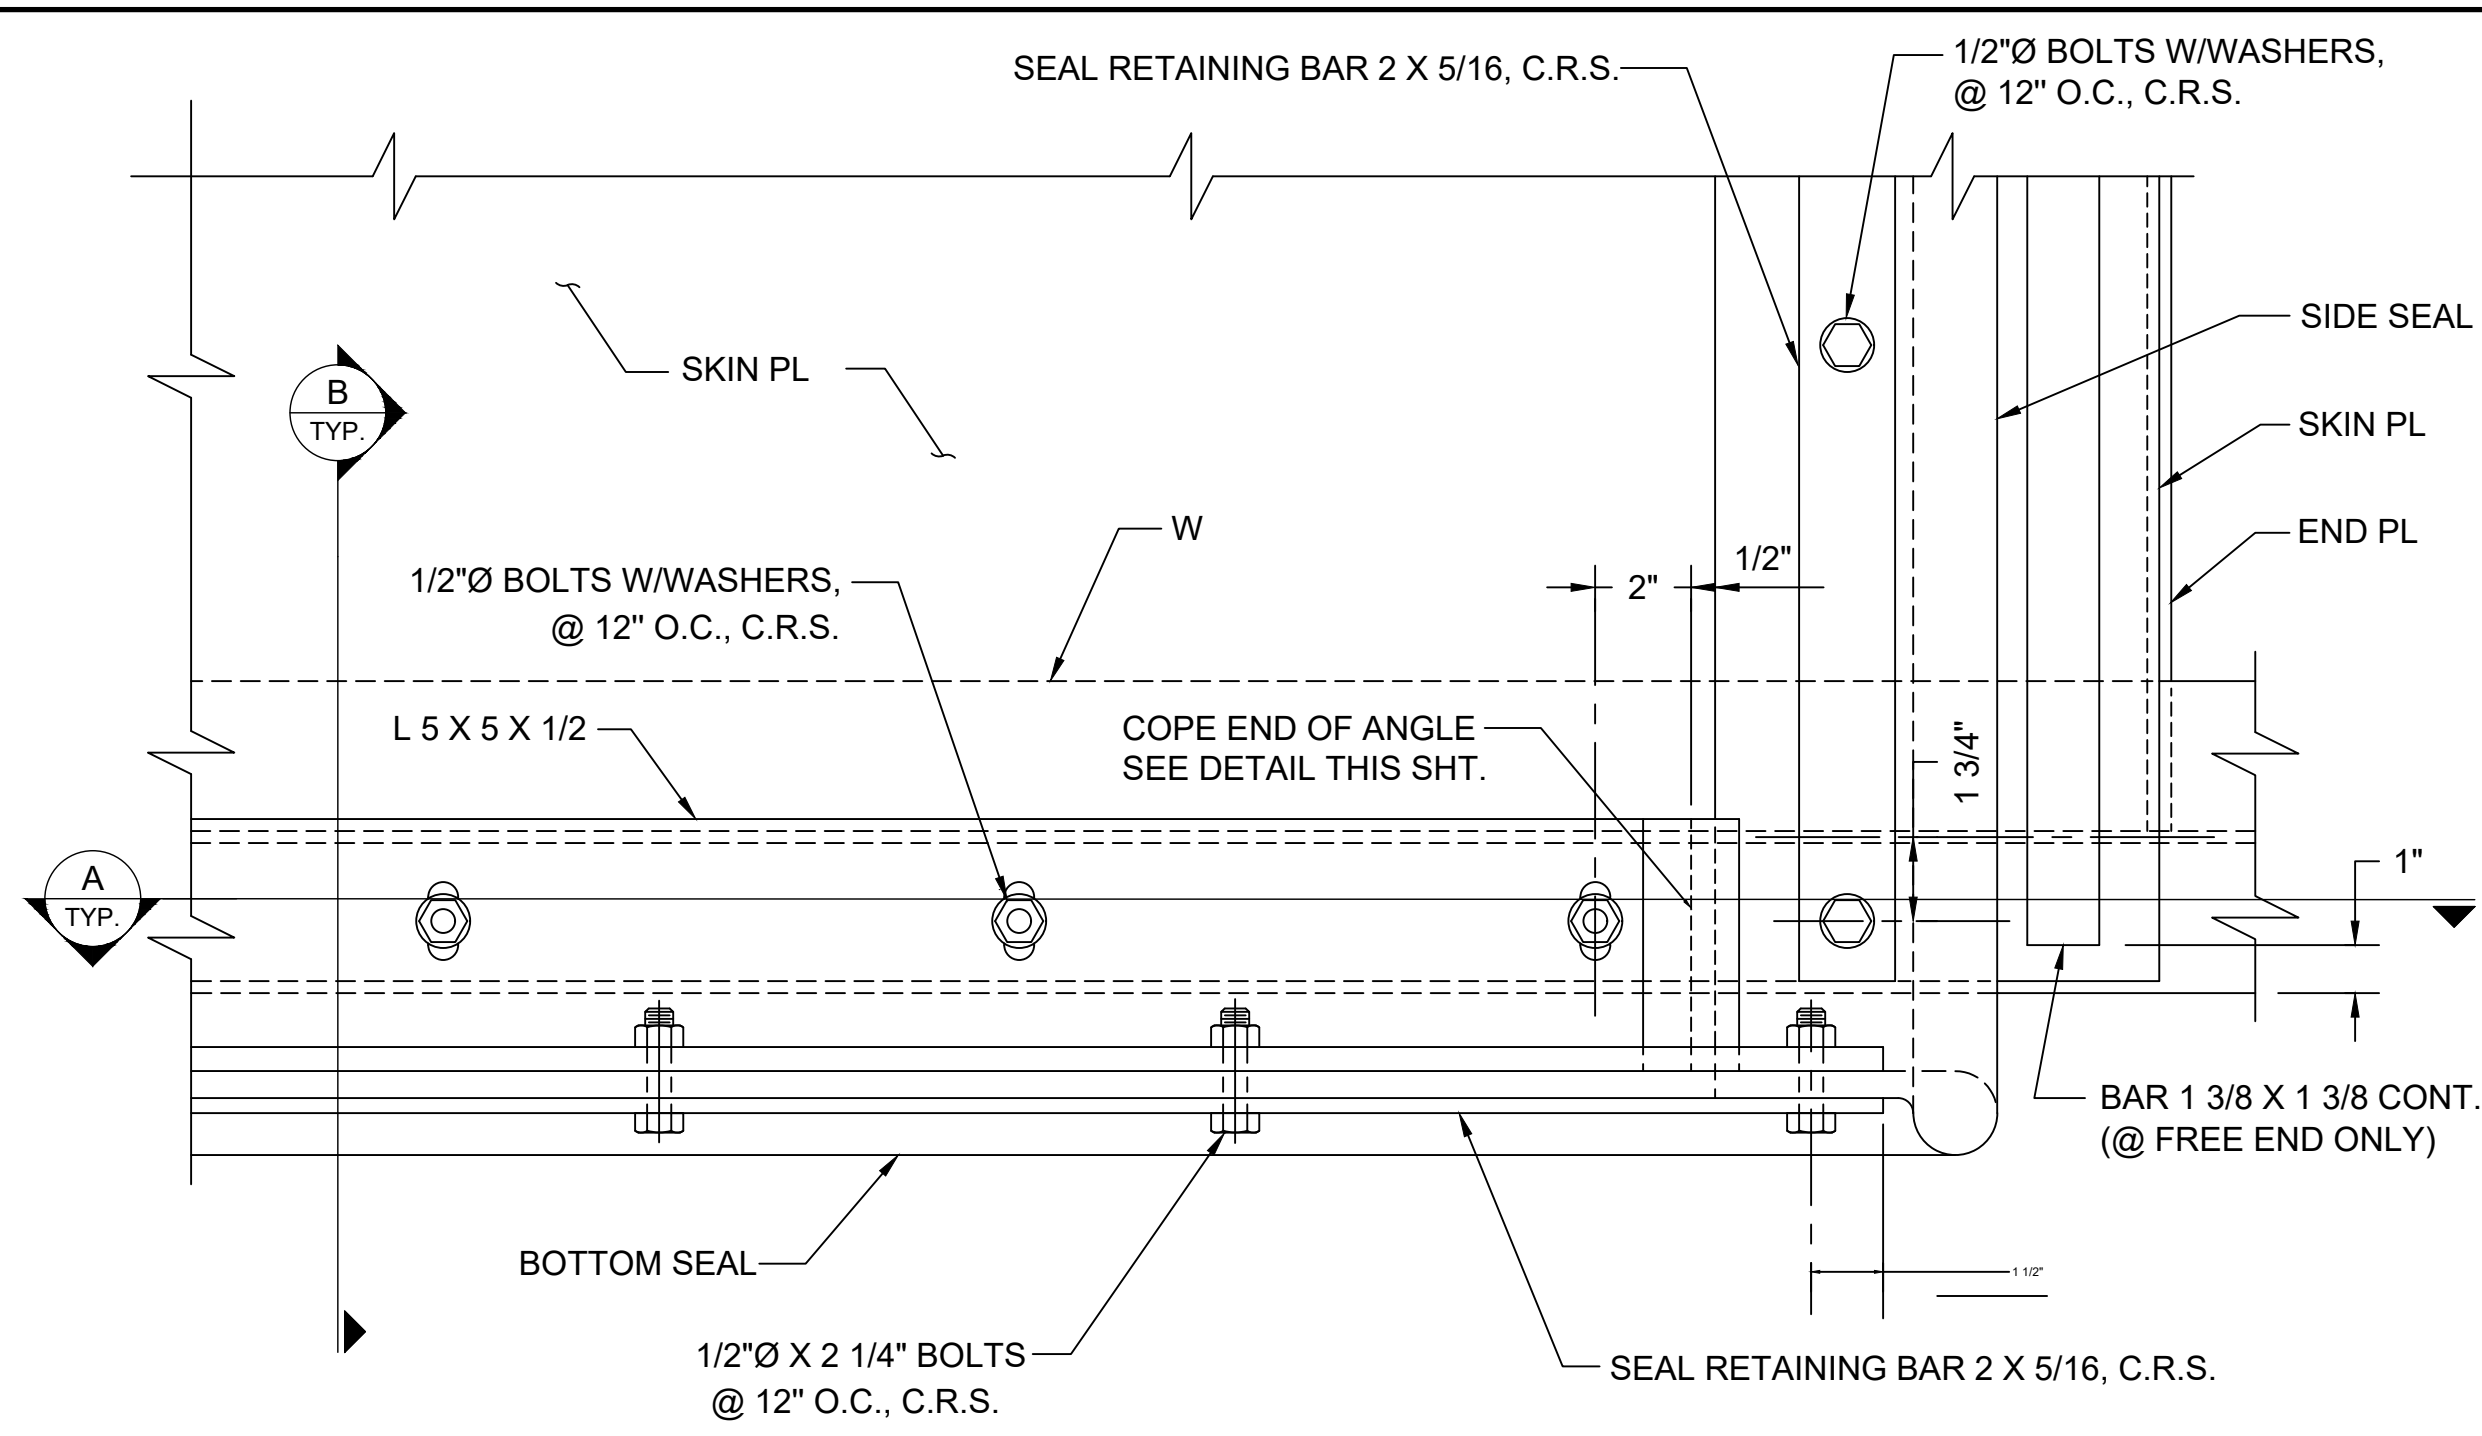 SEAL RETAINING BAR 2 X 5/16, C.R.S.
1/2"Ø BOLTS W/WASHERS,
@ 12" O.C., C.R.S.
SIDE SEAL
SKIN PL
B
TYP.
SKIN PL
END PL
W
1/2"
2"
1/2"Ø BOLTS W/WASHERS,
@ 12" O.C., C.R.S.
L 5 X 5 X 1/2
COPE END OF ANGLE
SEE DETAIL THIS SHT.
1 3/4"
1"
A
TYP.
BAR 1 3/8 X 1 3/8 CONT.
(@ FREE END ONLY)
BOTTOM SEAL
1 1/2"
1/2"Ø X 2 1/4" BOLTS
@ 12" O.C., C.R.S.
SEAL RETAINING BAR 2 X 5/16, C.R.S.